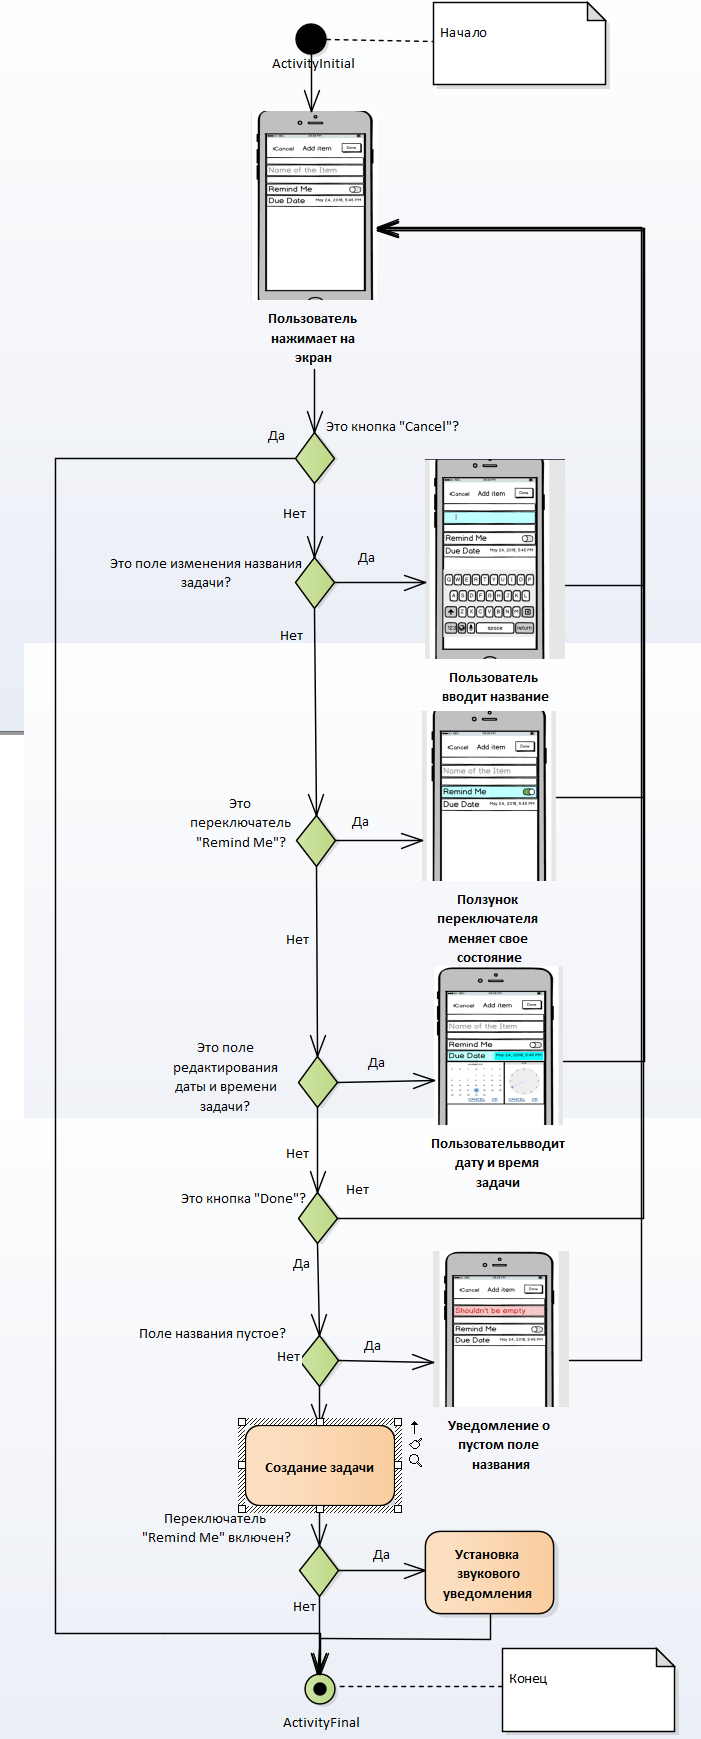 Начало
ActivityInitial
Cancel
Add item
Done
Name of the Item
Remind Me
Due Date
May 24, 2018, 5:45 PM
Пользователь
нажимает на
экран
Это кнопка "Cancel"?
Да
Нет
Это поле изменения названия
задачи?
Да
Нет
Cancel
Add item
Done
Remind Me
Due Date
May 24, 2018, 5:45 PM
Q W E R T Y U I O P
A S D F G H J K L
Z X C V B N M
123
space
return
Пользователь
вводит название
Cancel
Add item
Done
Name of the Item
Remind Me
Due Date
May 24, 2018, 5:45 PM
Это
переключатель
"Remind Me"?
Да
Нет
Ползунок
переключателя
меняет свое
состояние
Cancel
Add item
Done
Name of the Item
Remind Me
Due Date
May 24, 2018, 5:45 PM
CANCEL OK
CANCEL OK
Это поле
редактирования
даты и времени
задачи?
Да
Нет
Пользовательвводит
дату и время
задачи
Это кнопка "Done"?
Нет
Да
Cancel
Add item
Done
Shouldn't be empty
Remind Me
Due Date
May 24, 2018, 5:45 PM
Поле названия пустое?
Да
Нет
Уведомление о
пустом поле
названия
Создание задачи
Переключатель
"Remind Me" включен?
Да
Нет
Установка
звукового
уведомления
Конец
ActivityFinal